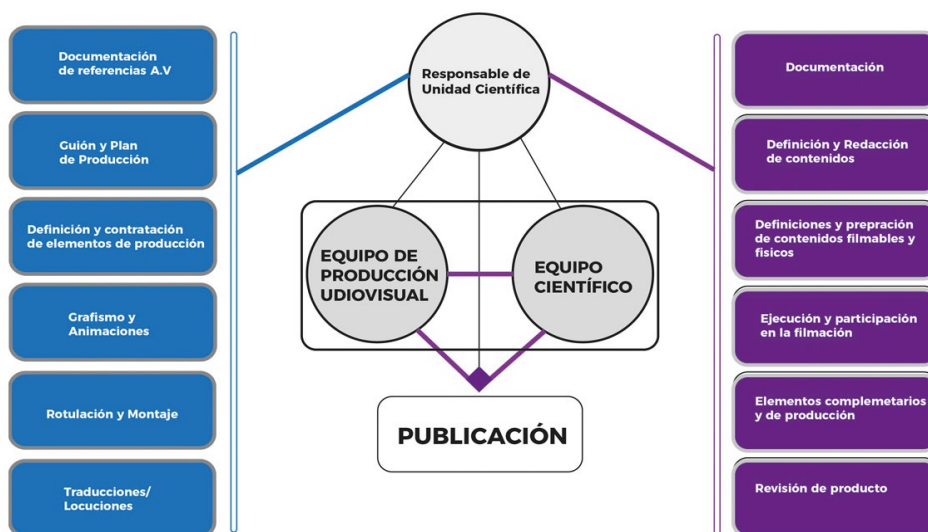 Documentación
de referencias A.V
Guión y Plan
de Producción
Definición y contratación
de elementos de producción
Grafismo y
Animaciones
Rotulación y Montaje
Traducciones/
Locuciones
Responsable de
Unidad Científica
EQUIPO DE
PRODUCCIÓN
UDIOVISUAL
EQUIPO
CIENTÍFICO
PUBLICACIÓN
Documentación
Definición y Redacción
de contenidos
Definiciones y prepración
de contenidos filmables y
fisicos
Ejecución y participación
en la filmación
Elementos complemetarios
y de producción
Revisión de producto